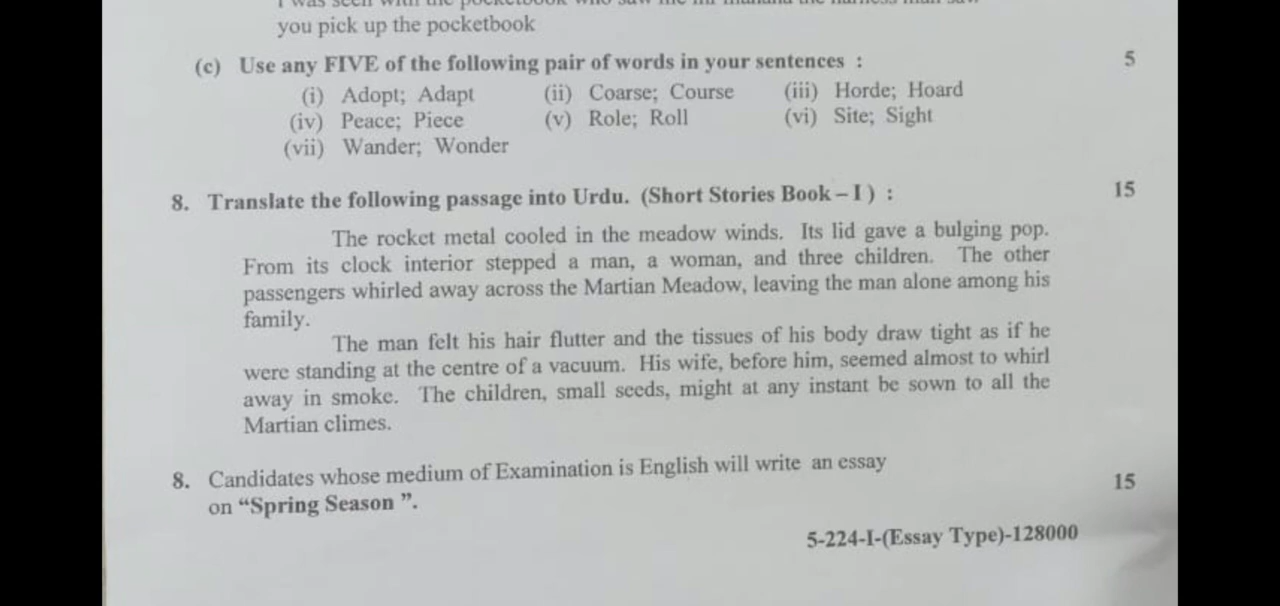 you pick up the pocketbook
(c) Use any FIVE of the following pair of words in your sentences : 5
(i) Adopt; Adapt (ii) Coarse; Course (iii) Horde; Hoard
(iv) Peace; Piece (v) Role; Roll (vi) Site; Sight
(vii) Wander; Wonder
8. Translate the following passage into Urdu. (Short Stories Book – I ) : 15
The rocket metal cooled in the meadow winds. Its lid gave a bulging pop.
From its clock interior stepped a man, a woman, and three children. The other
passengers whirled away across the Martian Meadow, leaving the man alone among his
family.
The man felt his hair flutter and the tissues of his body draw tight as if he
were standing at the centre of a vacuum. His wife, before him, seemed almost to whirl
away in smoke. The children, small seeds, might at any instant be sown to all the
Martian climes.
8. Candidates whose medium of Examination is English will write an essay
on “Spring Season ”. 15
5-224-I-(Essay Type)-128000